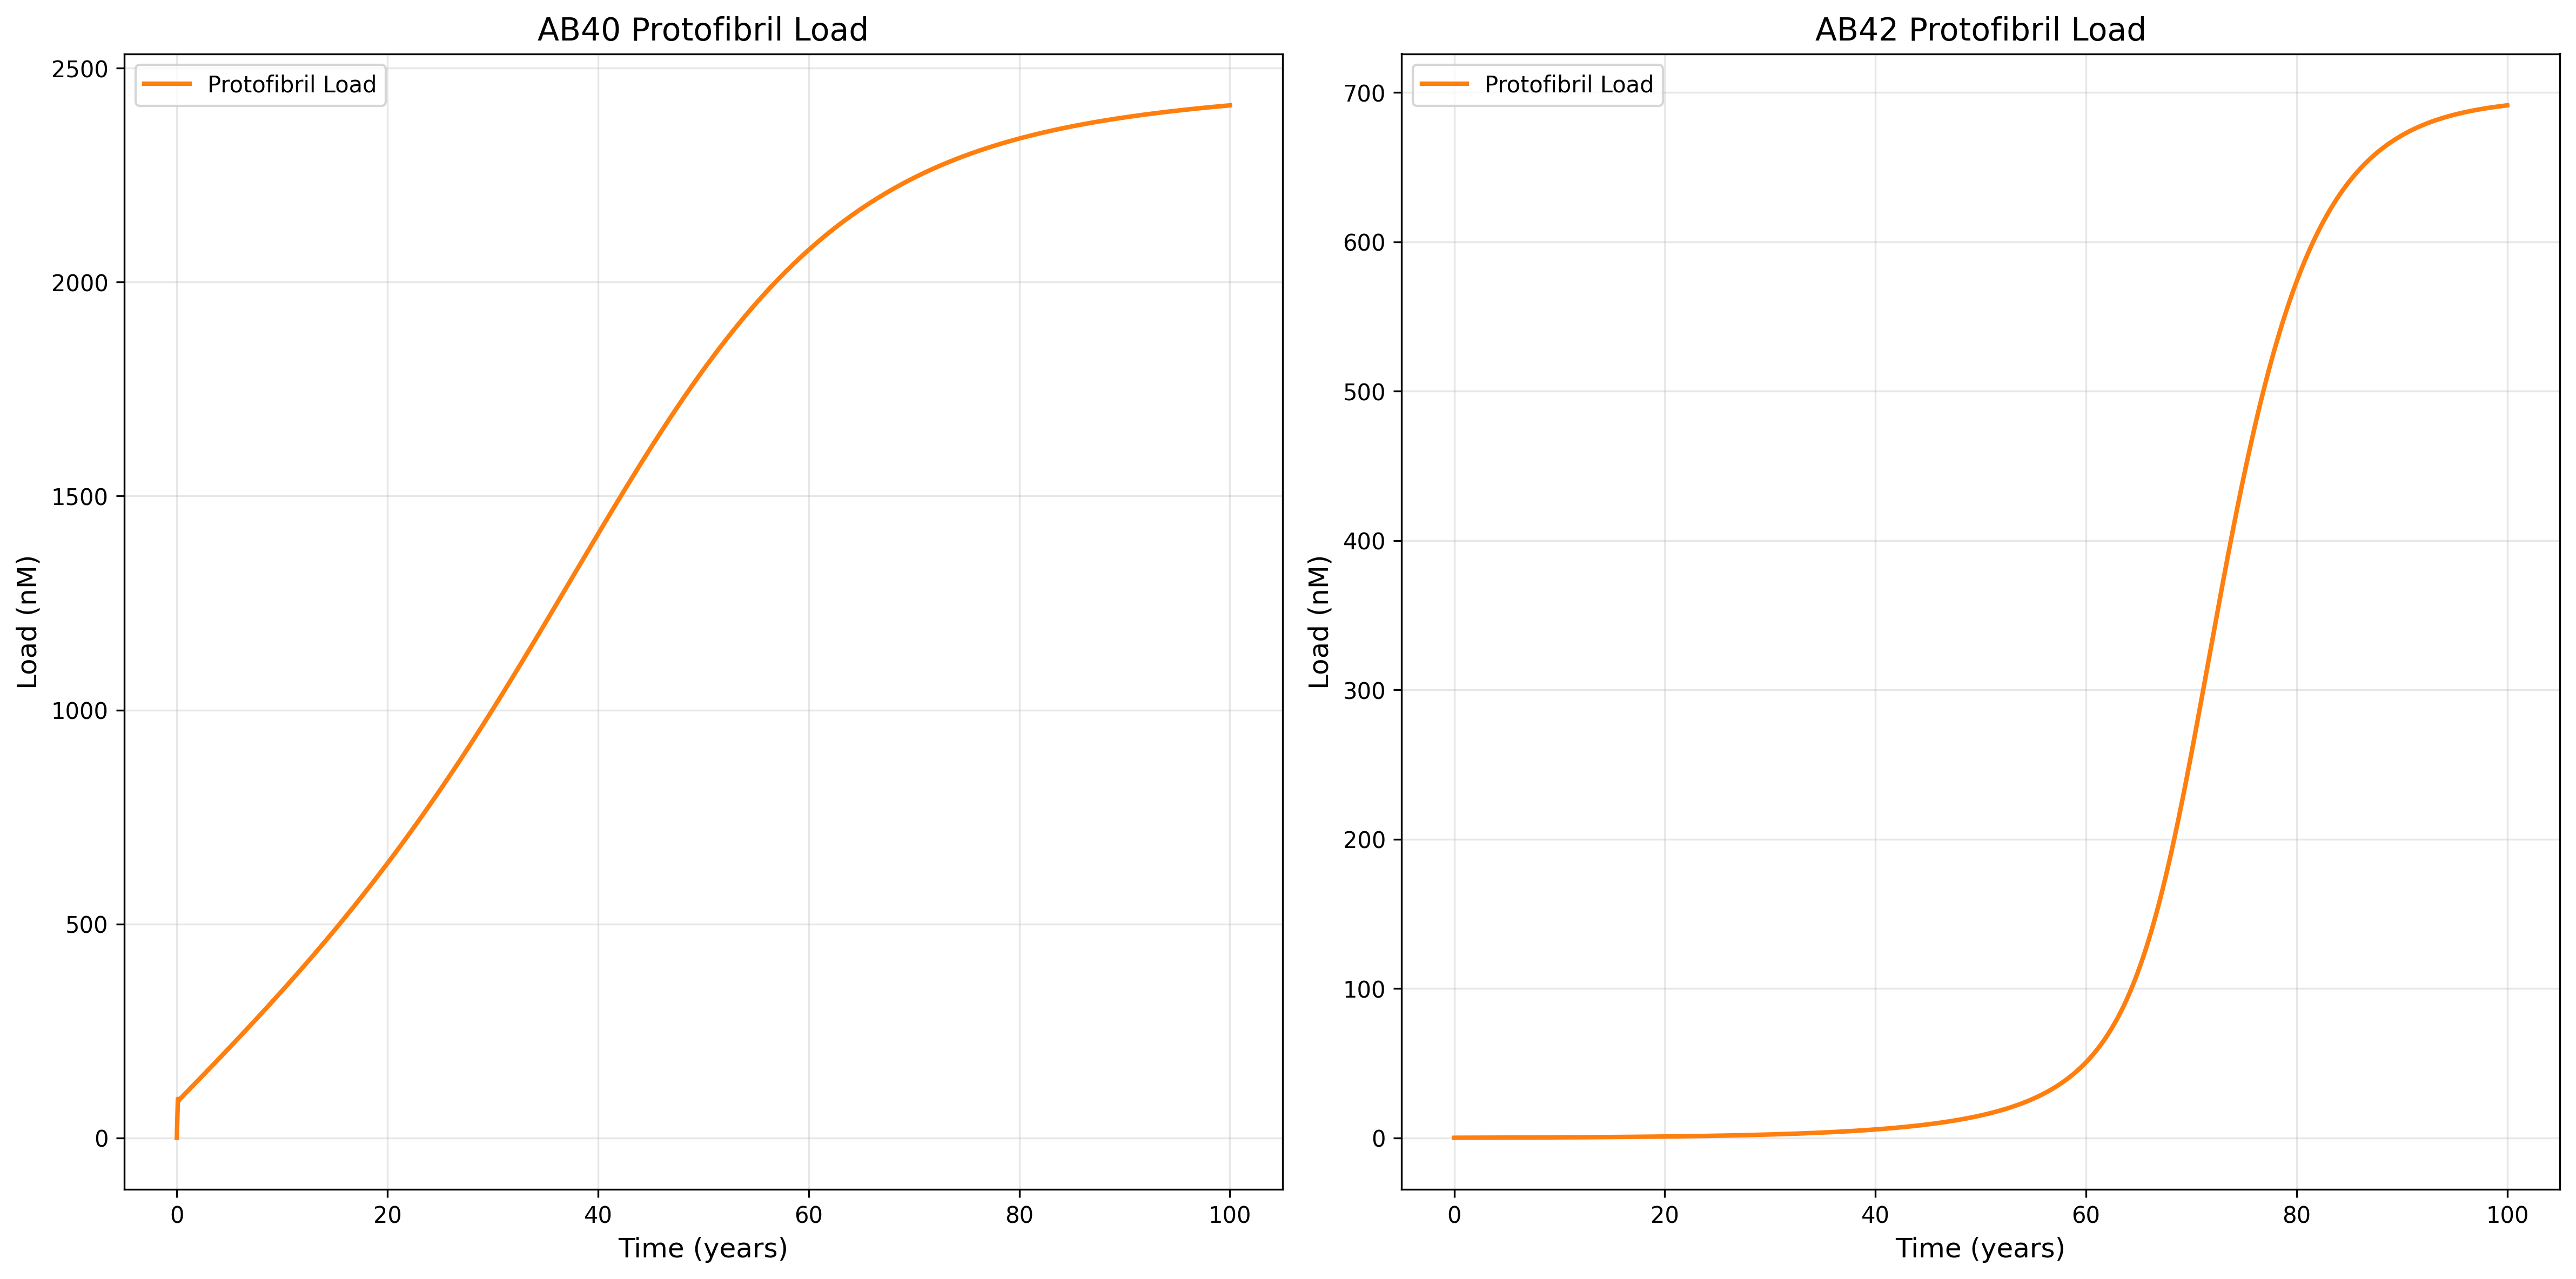 AB40 Protofibril Load
Protofibril Load
2500
2000
1500
1000
500
0
Load (nM)
0 20 40 60 80 100
Time (years)
AB42 Protofibril Load
Protofibril Load
700
600
500
400
300
200
100
0
Load (nM)
0 20 40 60 80 100
Time (years)